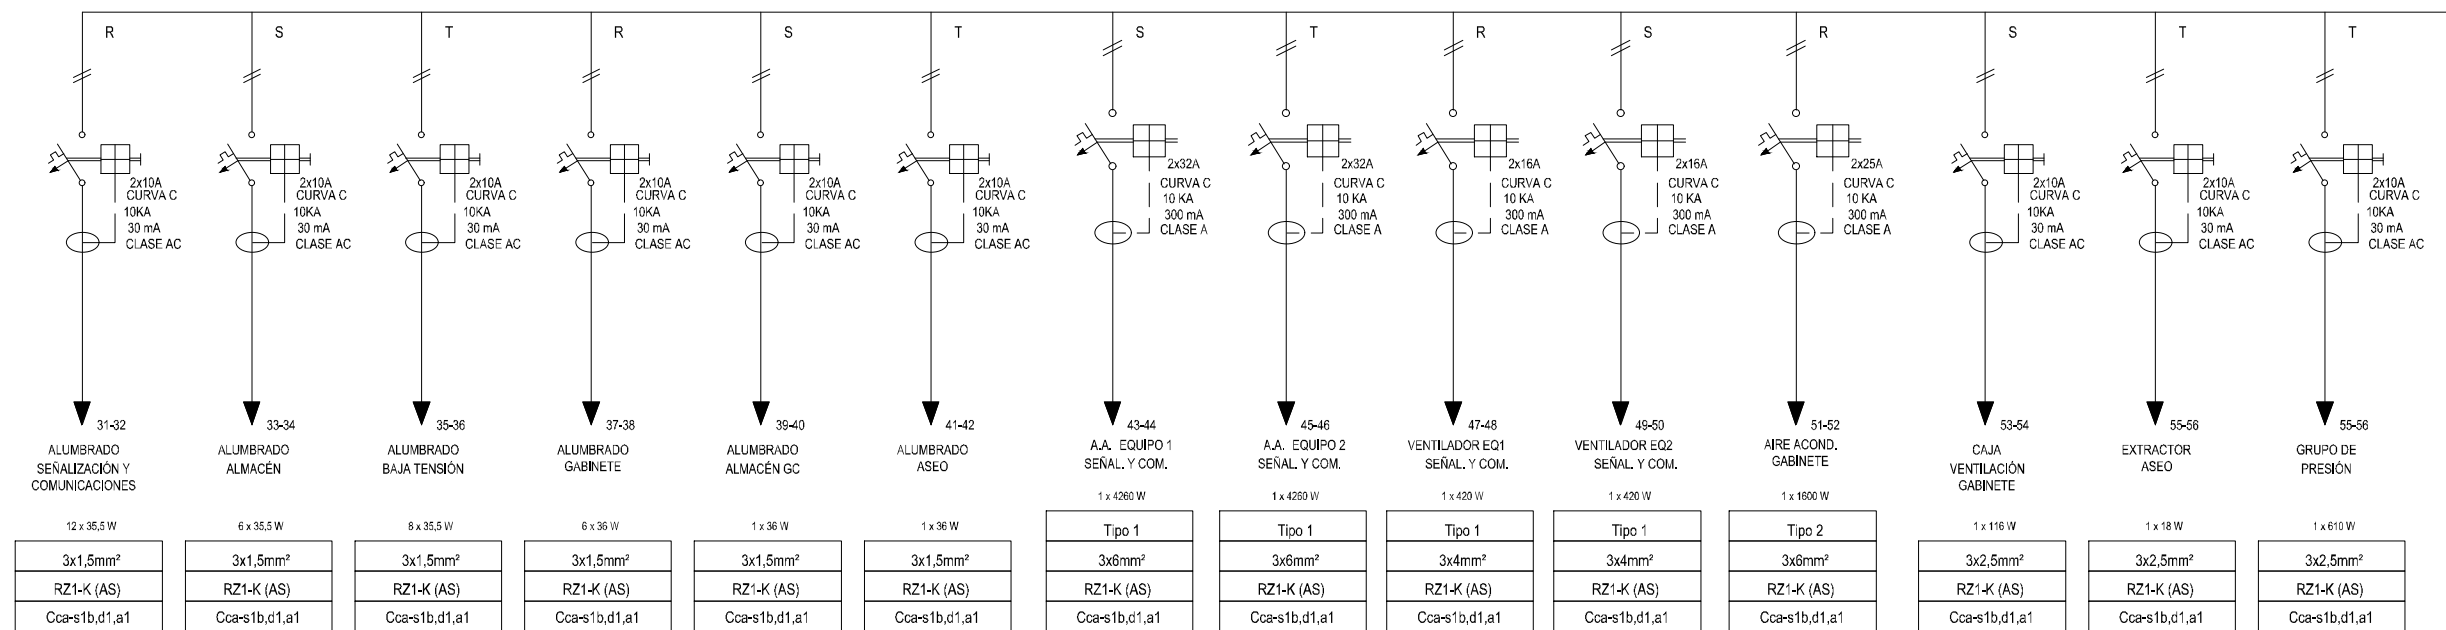 R
S
T
R
S
T
S
T
R
S
R
S
T
T
2x10A
CURVA C
10KA
30 mA
CLASE AC
2x10A
CURVA C
10KA
30 mA
CLASE AC
2x10A
CURVA C
10KA
30 mA
CLASE AC
2x10A
CURVA C
10KA
30 mA
CLASE AC
2x10A
CURVA C
10KA
30 mA
CLASE AC
2x10A
CURVA C
10KA
30 mA
CLASE AC
2x32A
CURVA C
10 KA
300 mA
CLASE A
2x32A
CURVA C
10 KA
300 mA
CLASE A
2x16A
CURVA C
10 KA
300 mA
CLASE A
2x16A
CURVA C
10 KA
300 mA
CLASE A
2x25A
CURVA C
10 KA
300 mA
CLASE A
2x10A
CURVA C
10KA
30 mA
CLASE AC
2x10A
CURVA C
10KA
30 mA
CLASE AC
2x10A
CURVA C
10KA
30 mA
CLASE AC
31-32
ALUMBRADO
SEÑALIZACIÓN Y
COMUNICACIONES
12 x 35,5 W
3x1,5mm²
RZ1-K (AS)
Cca-s1b,d1,a1
33-34
ALUMBRADO
ALMACÉN
6 x 35,5 W
3x1,5mm²
RZ1-K (AS)
Cca-s1b,d1,a1
35-36
ALUMBRADO
BAJA TENSIÓN
8 x 35,5 W
3x1,5mm²
RZ1-K (AS)
Cca-s1b,d1,a1
37-38
ALUMBRADO
GABINETE
6 x 36 W
3x1,5mm²
RZ1-K (AS)
Cca-s1b,d1,a1
39-40
ALUMBRADO
ALMACÉN GC
1 x 36 W
3x1,5mm²
RZ1-K (AS)
Cca-s1b,d1,a1
41-42
ALUMBRADO
ASEO
1 x 36 W
3x1,5mm²
RZ1-K (AS)
Cca-s1b,d1,a1
43-44
A.A. EQUIPO 1
SEÑAL. Y COM.
1 x 4260 W
Tipo 1
3x6mm²
RZ1-K (AS)
Cca-s1b,d1,a1
45-46
A.A. EQUIPO 2
SEÑAL. Y COM.
1 x 4260 W
Tipo 1
3x6mm²
RZ1-K (AS)
Cca-s1b,d1,a1
47-48
VENTILADOR EQ1
SEÑAL. Y COM.
1 x 420 W
Tipo 1
3x4mm²
RZ1-K (AS)
Cca-s1b,d1,a1
49-50
VENTILADOR EQ2
SEÑAL. Y COM.
1 x 420 W
Tipo 1
3x4mm²
RZ1-K (AS)
Cca-s1b,d1,a1
51-52
AIRE ACOND.
GABINETE
1 x 1600 W
Tipo 2
3x6mm²
RZ1-K (AS)
Cca-s1b,d1,a1
53-54
CAJA
VENTILACIÓN
GABINETE
1 x 116 W
3x2,5mm²
RZ1-K (AS)
Cca-s1b,d1,a1
55-56
EXTRACTOR
ASEO
1 x 18 W
3x2,5mm²
RZ1-K (AS)
Cca-s1b,d1,a1
55-56
GRUPO DE
PRESIÓN
1 x 610 W
3x2,5mm²
RZ1-K (AS)
Cca-s1b,d1,a1